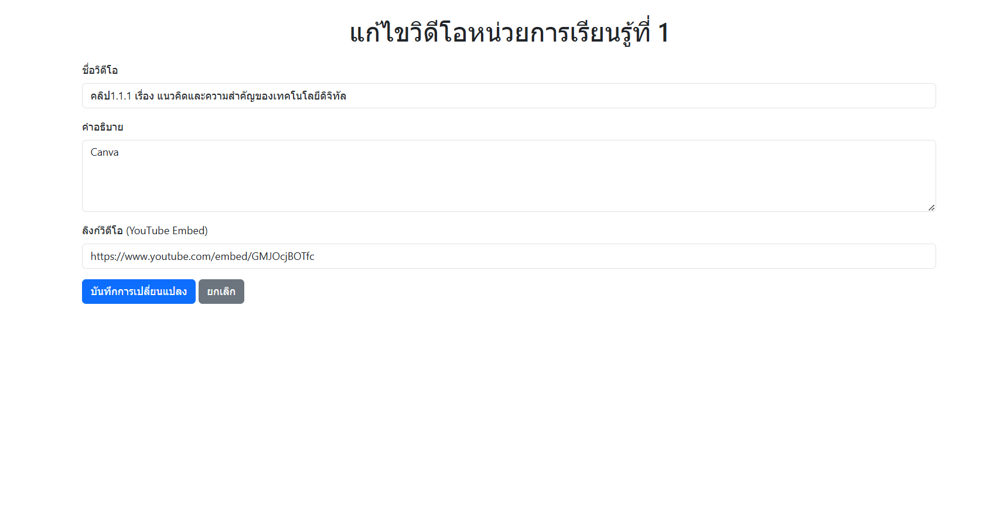 แก้ไขวิดีโอหน่วยการเรียนรู้ที่ 1
ชื่อวิดีโอ
คลิป1.1.1 เรื่อง แนวคิดและความสำคัญของเทคโนโลยีดิจิทัล
คำอธิบาย
Canva
ลิงก์วิดีโอ (YouTube Embed)
https://www.youtube.com/embed/GMJOcjBOTfc
บันทึกการเปลี่ยนแปลง ยกเลิก